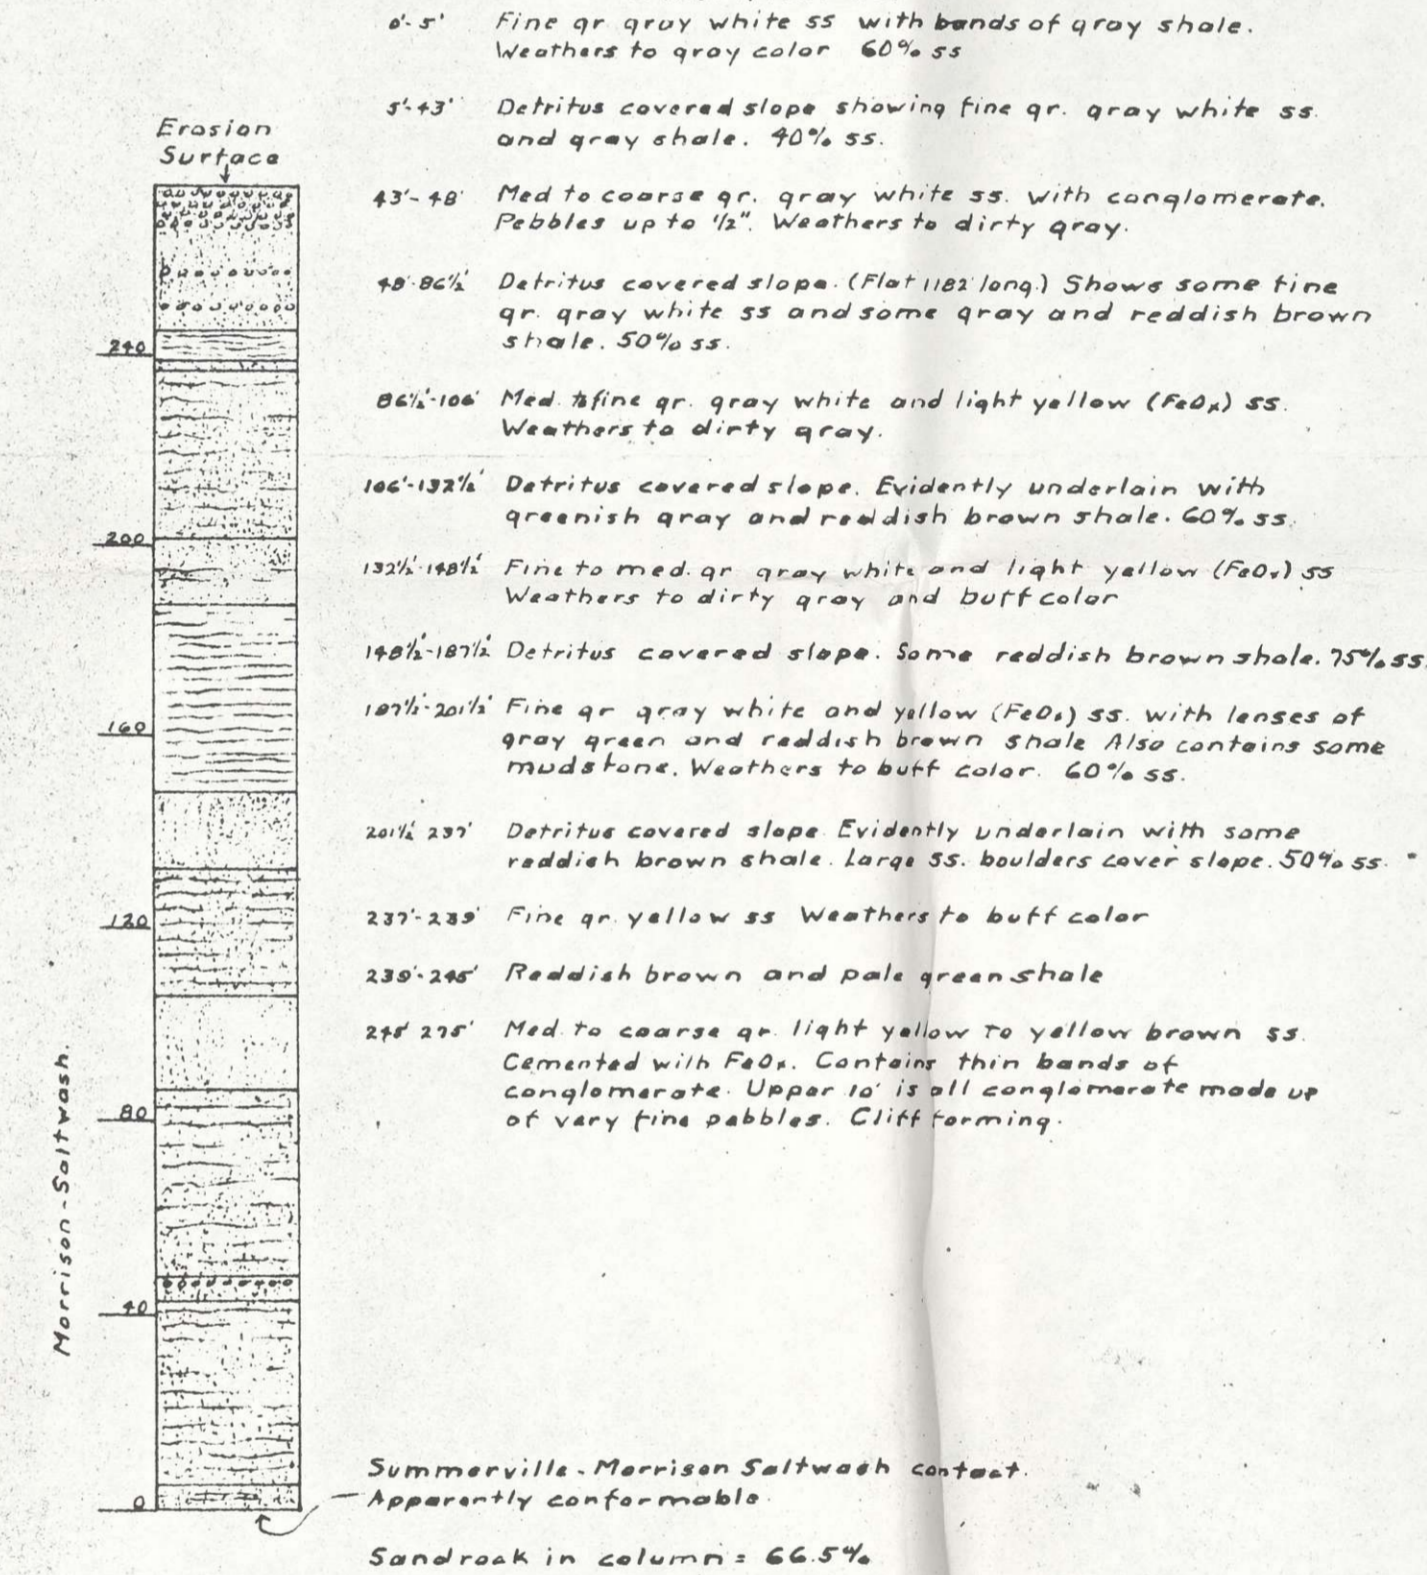 0'-5' Fine gr gray white ss with bands of gray shale.
Weathers to gray color 60% ss
5'-43' Detritus covered slope showing fine gr. gray white ss.
and gray shale. 40% ss.
Erosion
Surface
43'-48' Med to coarse gr. gray white ss. with conglomerate.
Pebbles up to 1/2". Weathers to dirty gray.
48'-86½' Detritus covered slope. (Flat 1182' long.) Shows some fine
gr. gray white ss and some gray and reddish brown
shale. 50% ss.
240
86½'-106' Med to fine gr. gray white and light yellow (FeOx) ss.
Weathers to dirty gray.
106'-132½' Detritus covered slope. Evidently underlain with
greenish gray and reddish brown shale. 60% ss.
200
132½'-148½' Fine to med. gr gray white and light yellow (FeOx) ss
Weathers to dirty gray and buff color
148½'-187½' Detritus covered slope. Some reddish brown shale. 75% ss.
187½'-201½' Fine gr gray white and yellow (FeOx) ss. with lenses of
gray green and reddish brown shale Also contains some
mudstone. Weathers to buff color. 60% ss.
160
201½' 237' Detritus covered slope Evidently underlain with some
reddish brown shale. Large ss. boulders cover slope. 50% ss.
237'-239' Fine gr. yellow ss Weathers to buff color
120
239'-245' Reddish brown and pale green shale
245' 275' Med. to coarse gr. light yellow to yellow brown ss.
Cemented with FeOx. Contains thin bands of
conglomerate. Upper 10' is all conglomerate made up
of very fine pebbles. Cliff forming.
80
Morrison-Saltwash.
40
Summerville-Morrison Saltwash contact.
Apparently conformable.
0
Sandrock in column = 66.5%